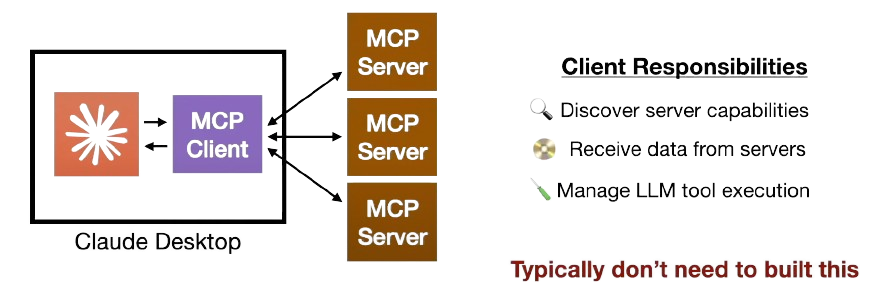 MCP
Server
MCP
Client
MCP
Server
MCP
Server
Claude Desktop
Client Responsibilities
Discover server capabilities
Receive data from servers
Manage LLM tool execution
Typically don’t need to built this